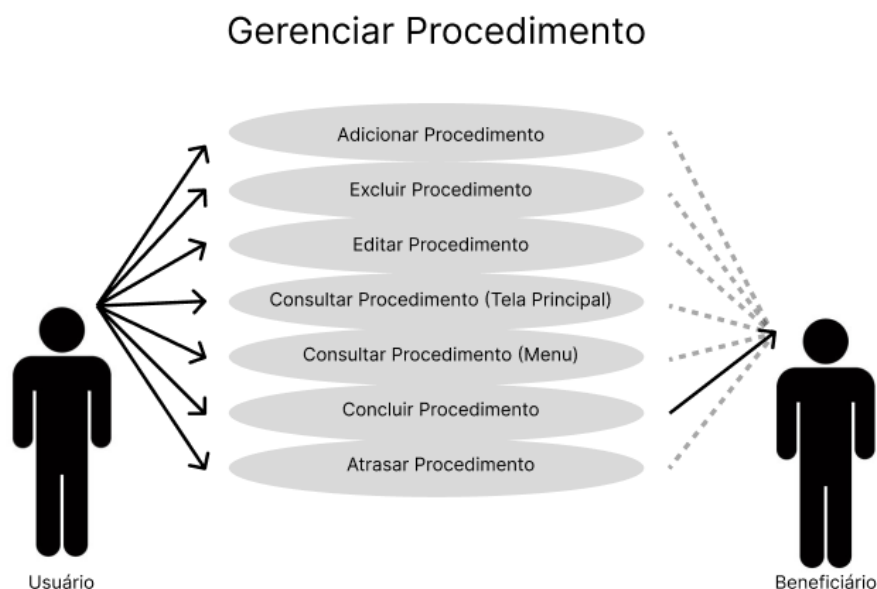 Gerenciar Procedimento
Adicionar Procedimento
Excluir Procedimento
Editar Procedimento
Consultar Procedimento (Tela Principal)
Consultar Procedimento (Menu)
Concluir Procedimento
Atrasar Procedimento
Usuário
Beneficiário